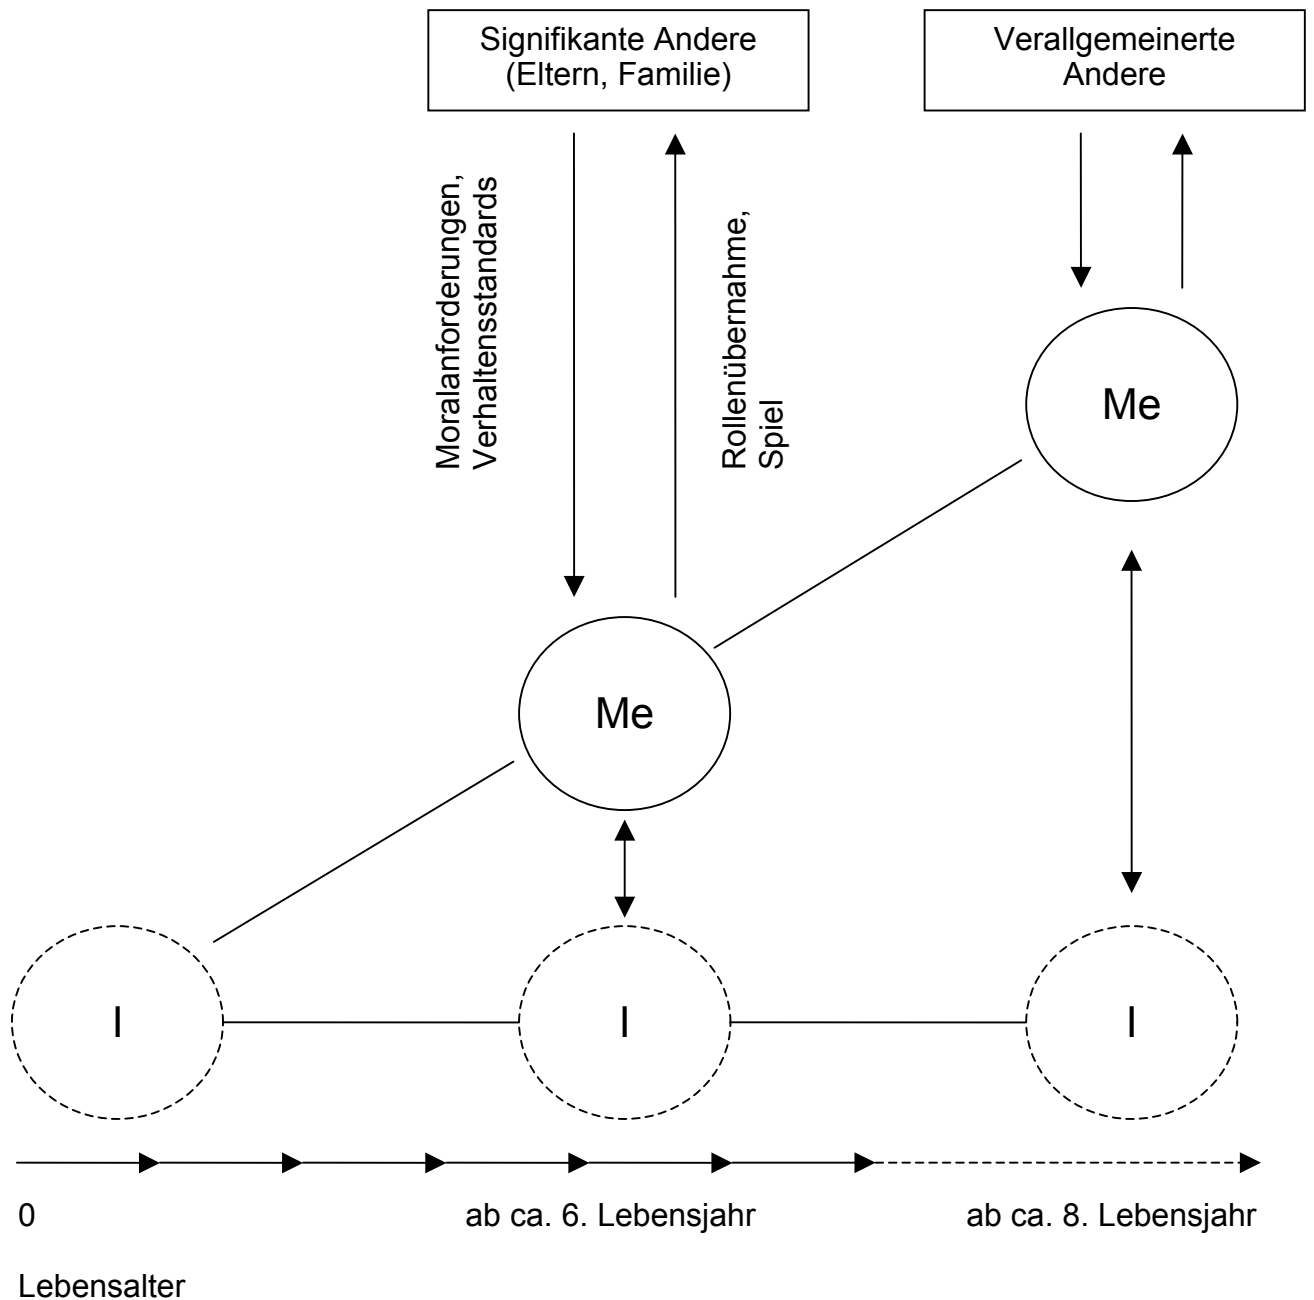 Signifikante Andere
(Eltern, Familie)
Verallgemeinerte
Andere
Moralanforderungen,
Verhaltensstandards
Rollenübernahme,
Spiel
Me
Me
I
I
I
0
ab ca. 6. Lebensjahr
ab ca. 8. Lebensjahr
Lebensalter